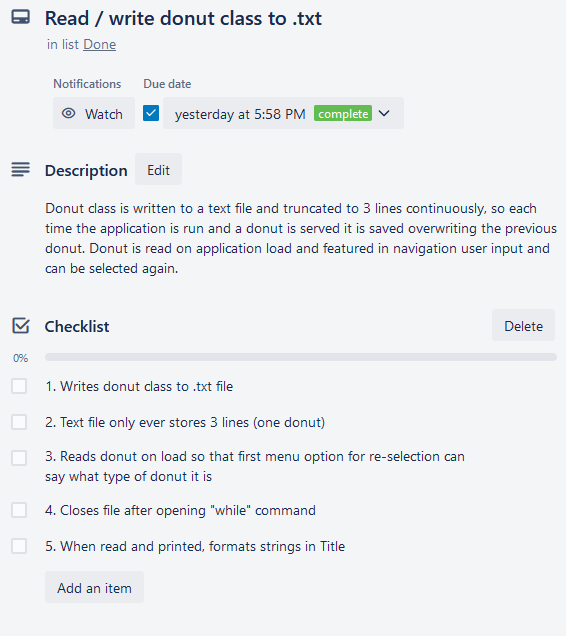 Read / write donut class to .txt
in list Done
Notifications
Due date
Watch
yesterday at 5:58 PM complete
Description
Edit
Donut class is written to a text file and truncated to 3 lines continuously, so each
time the application is run and a donut is served it is saved overwriting the previous
donut. Donut is read on application load and featured in navigation user input and
can be selected again.
Checklist
Delete
0%
1. Writes donut class to .txt file
2. Text file only ever stores 3 lines (one donut)
3. Reads donut on load so that first menu option for re-selection can
say what type of donut it is
4. Closes file after opening "while" command
5. When read and printed, formats strings in Title
Add an item